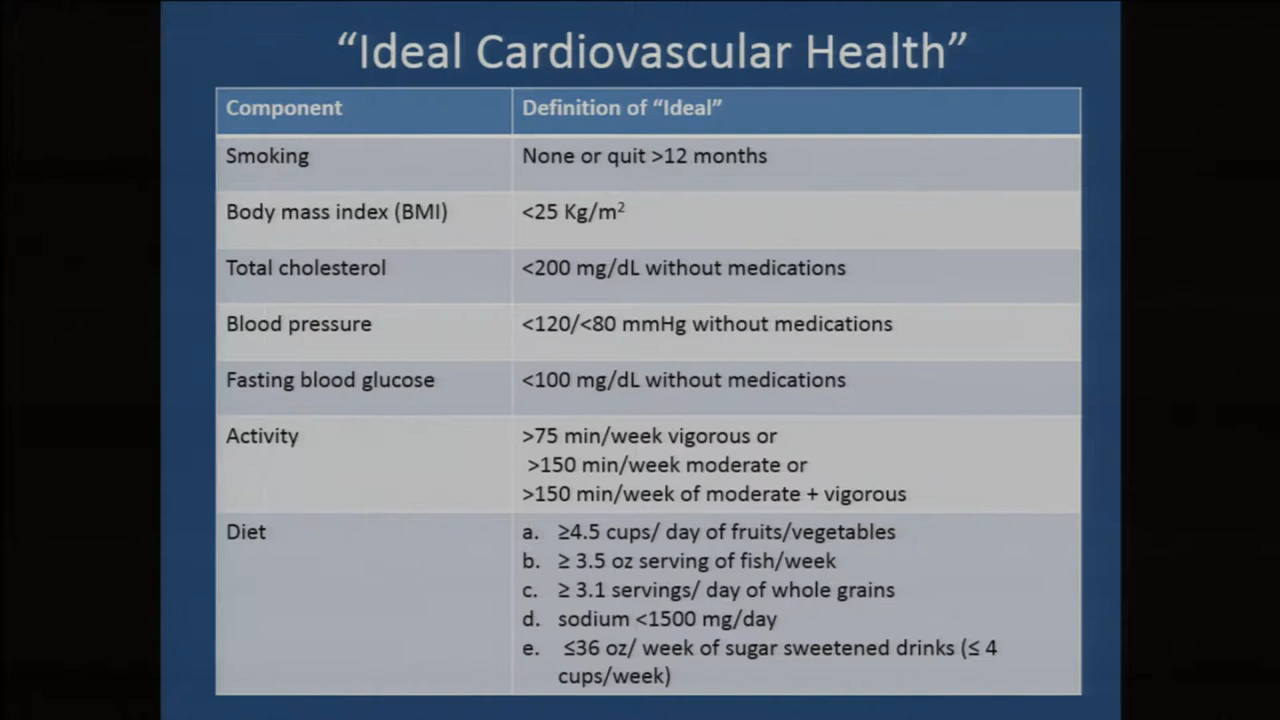 “Ideal Cardiovascular Health”
Component Definition of “Ideal”
Smoking None or quit >12 months
Body mass index (BMI) <25 Kg/m²
Total cholesterol <200 mg/dL without medications
Blood pressure <120/<80 mmHg without medications
Fasting blood glucose <100 mg/dL without medications
Activity >75 min/week vigorous or
>150 min/week moderate or
>150 min/week of moderate + vigorous
Diet a. ≥4.5 cups/ day of fruits/vegetables
b. ≥ 3.5 oz serving of fish/week
c. ≥ 3.1 servings/ day of whole grains
d. sodium <1500 mg/day
e. ≤36 oz/ week of sugar sweetened drinks (≤ 4
cups/week)